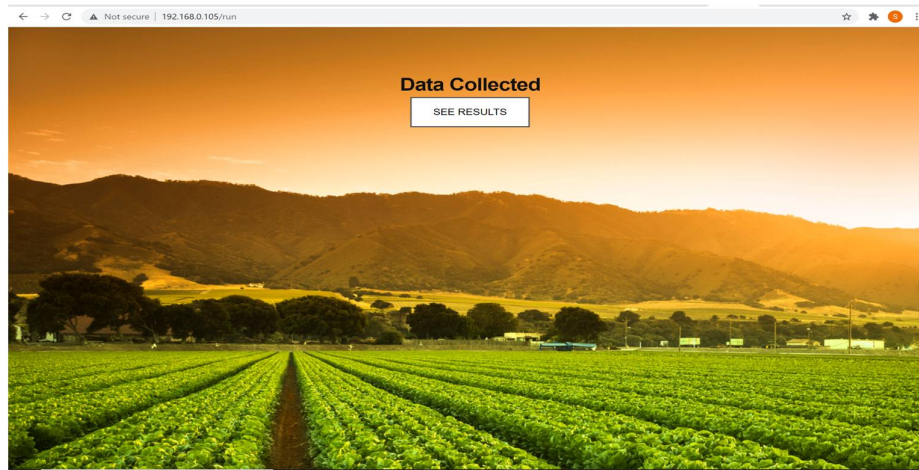 Not secure | 192.168.0.105/run
S
Data Collected
SEE RESULTS